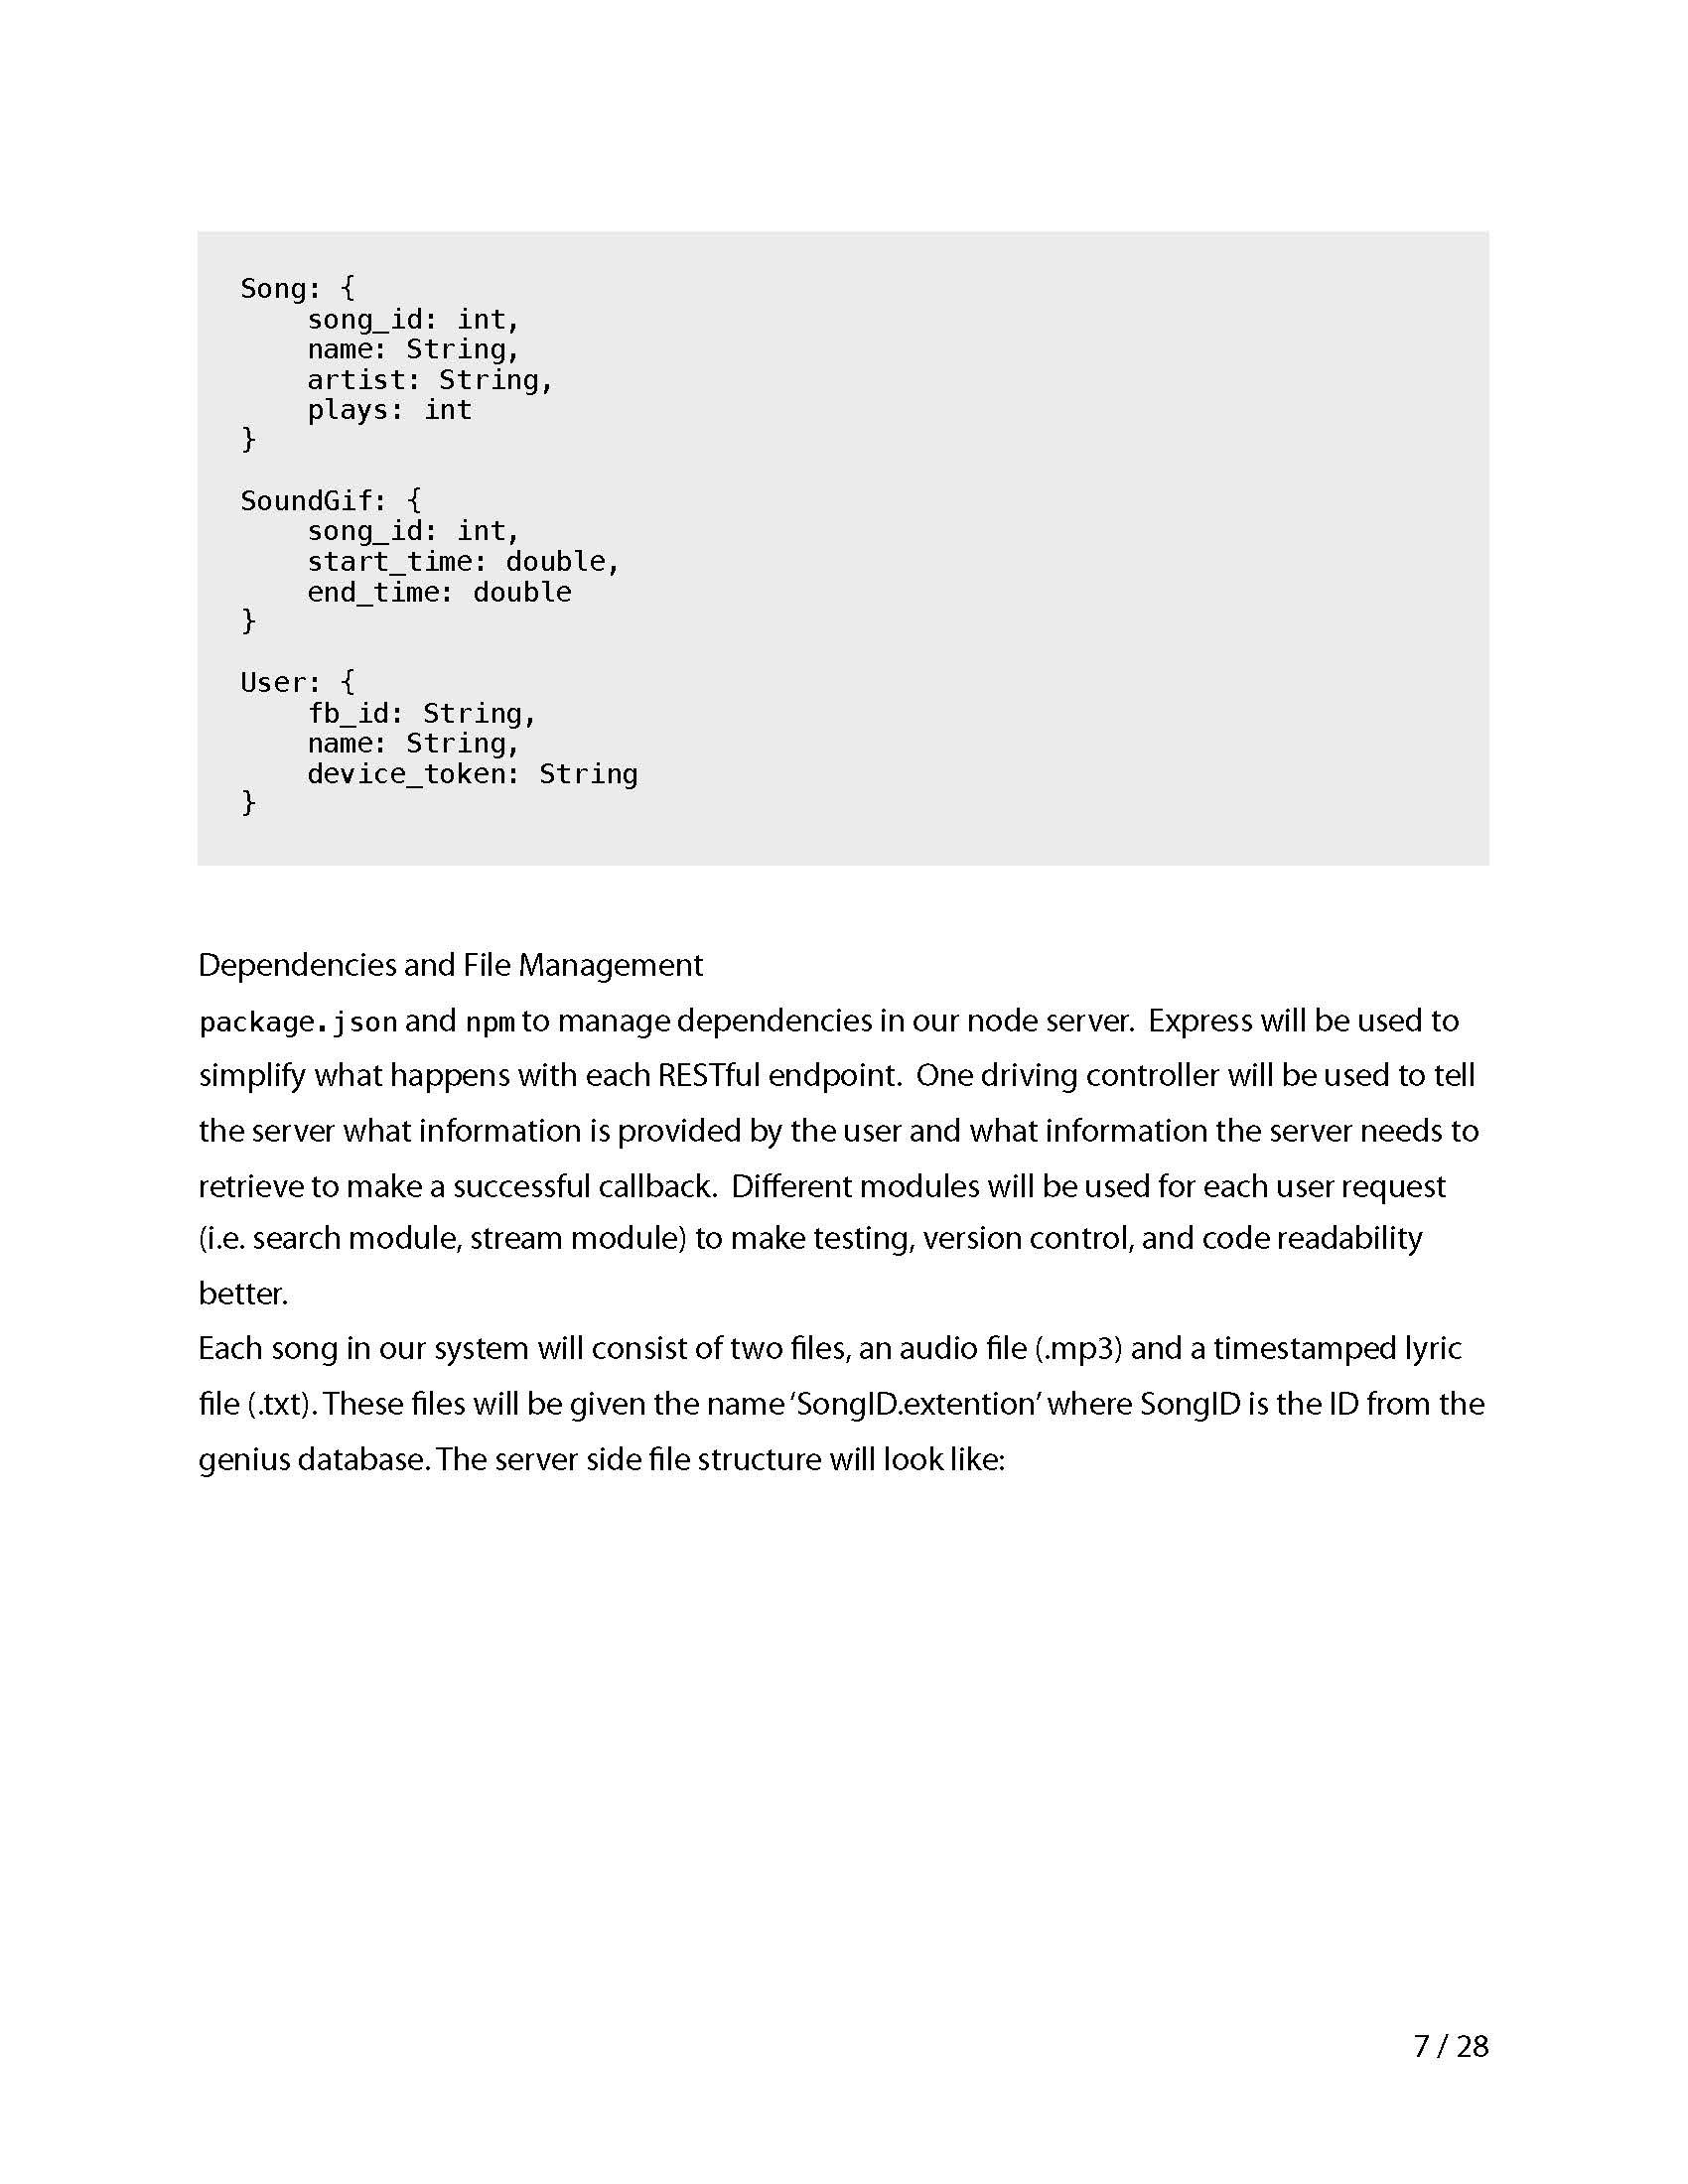 Song: {
    song_id: int,
    name: String,
    artist: String,
    plays: int
}

SoundGif: {
    song_id: int,
    start_time: double,
    end_time: double
}

User: {
    fb_id: String,
    name: String,
    device_token: String
}

Dependencies and File Management
package.json and npm to manage dependencies in our node server.  Express will be used to
simplify what happens with each RESTful endpoint.  One driving controller will be used to tell
the server what information is provided by the user and what information the server needs to
retrieve to make a successful callback.  Different modules will be used for each user request
(i.e. search module, stream module) to make testing, version control, and code readability
better.
Each song in our system will consist of two files, an audio file (.mp3) and a timestamped lyric
file (.txt). These files will be given the name ‘SongID.extention’ where SongID is the ID from the
genius database. The server side file structure will look like:
7 / 28